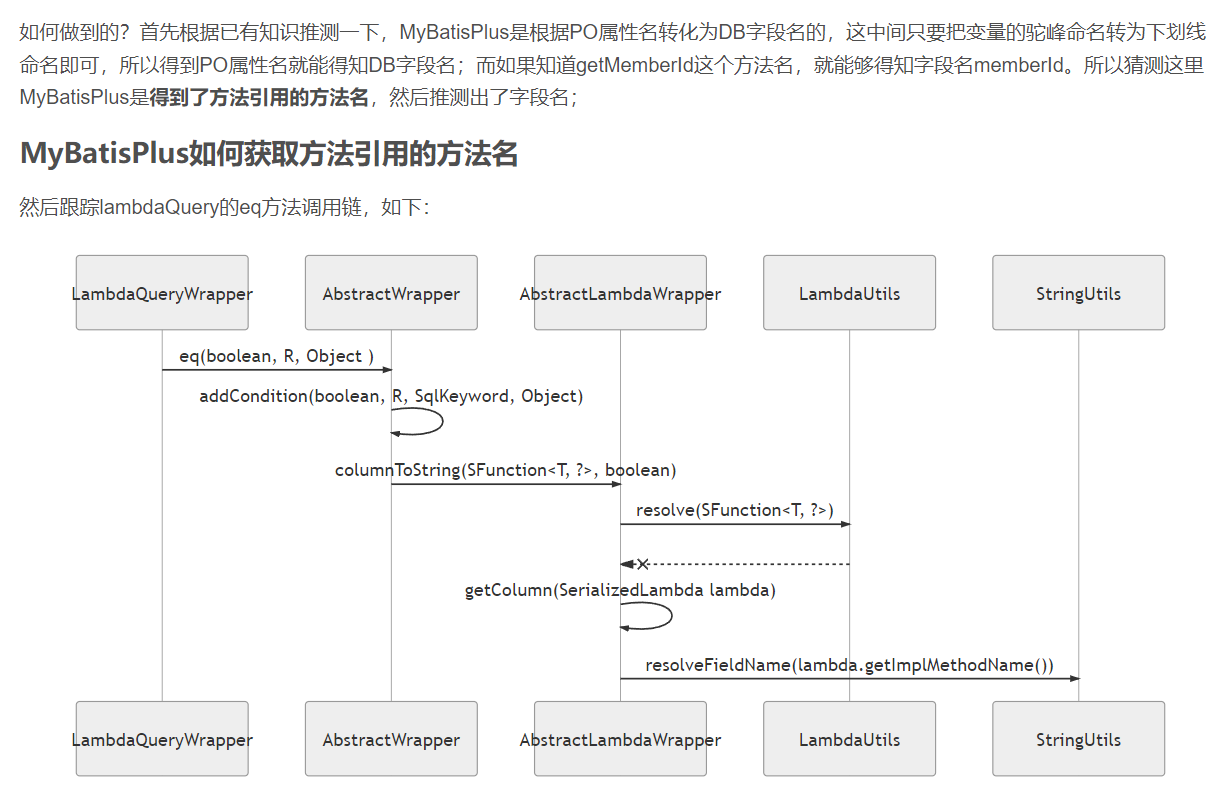 如何做到的？首先根据已有知识推测一下，MyBatisPlus是根据PO属性名转化为DB字段名的，这中间只要把变量的驼峰命名转为下划线
命名即可，所以得到PO属性名就能得知DB字段名；而如果知道getMemberId这个方法名，就能够得知字段名memberId。所以猜测这里
MyBatisPlus是得到了方法引用的方法名，然后推测出了字段名；
MyBatisPlus如何获取方法引用的方法名
然后跟踪lambdaQuery的eq方法调用链，如下：
LambdaQueryWrapper AbstractWrapper AbstractLambdaWrapper LambdaUtils StringUtils
eq(boolean, R, Object )
addCondition(boolean, R, SqlKeyword, Object)
columnToString(SFunction<T, ?>, boolean)
resolve(SFunction<T, ?>)
getColumn(SerializedLambda lambda)
resolveFieldName(lambda.getImplMethodName())
LambdaQueryWrapper AbstractWrapper AbstractLambdaWrapper LambdaUtils StringUtils